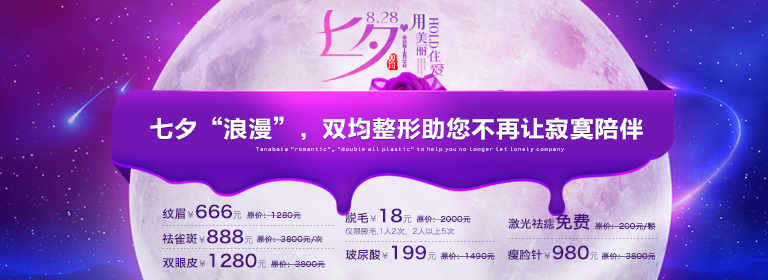 8.28
七夕
用美丽
HOLD住爱
七夕“浪漫”，双均整形助您不再让寂寞陪伴
Tanabata "romantic", "double all plastic" to help you no longer let lonely company
纹眉¥666元 原价：1280元
祛雀斑¥888元 原价：3800元/次
双眼皮¥1280元 原价：3800元
脱毛¥18元 原价：2000元
仅限腋毛,1人2次，2人以上5次
玻尿酸¥199元 原价：1490元
激光祛痣免费 原价：200元/颗
瘦脸针¥980元 原价：3800元